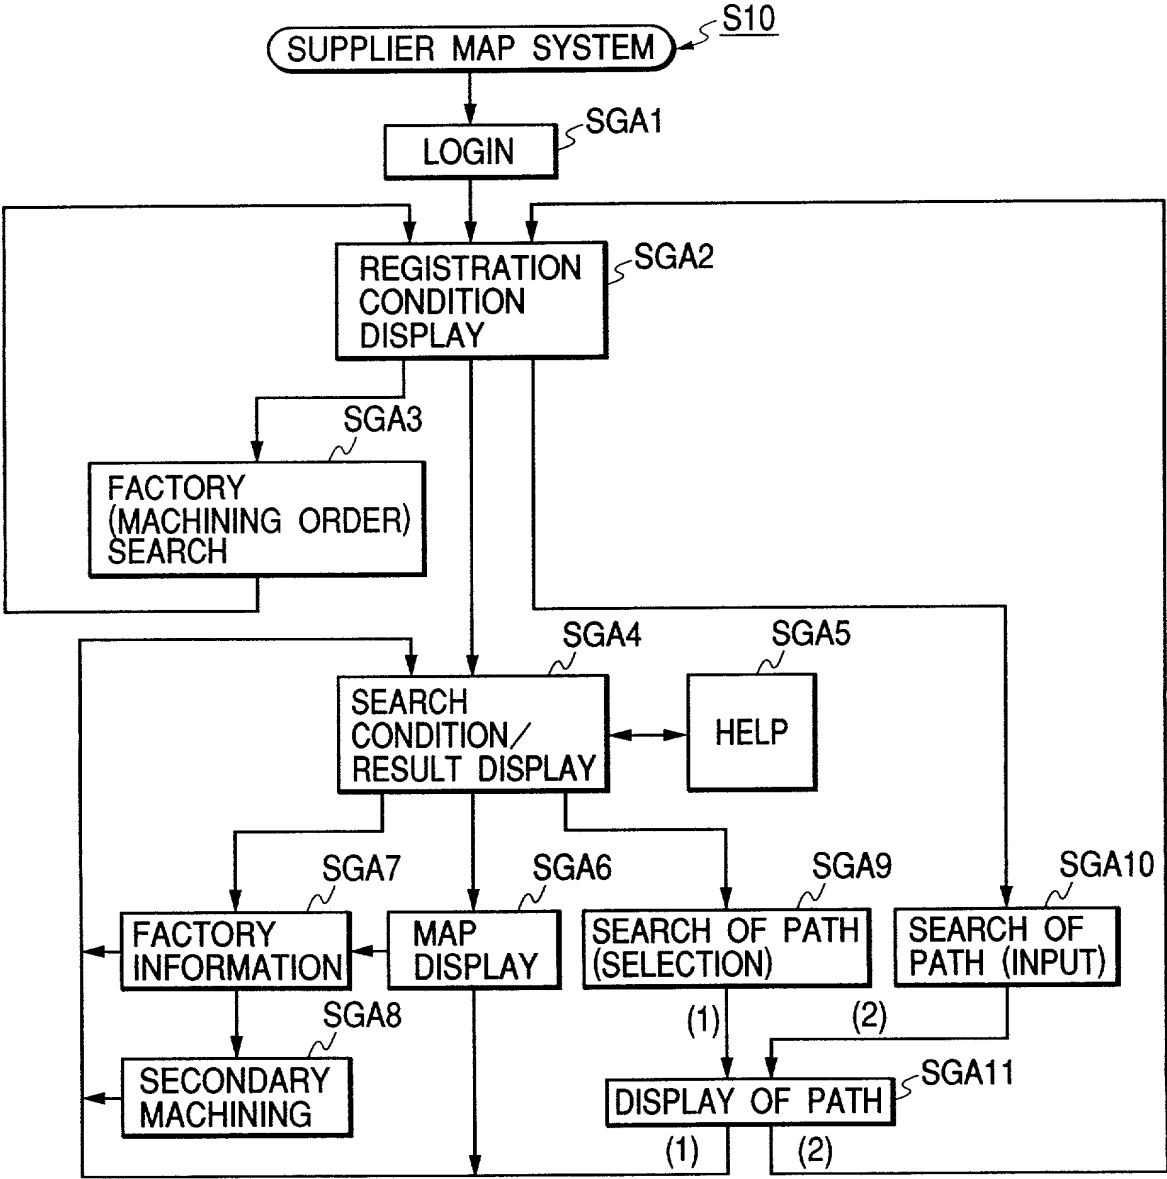 S10
SUPPLIER MAP SYSTEM
SGA1
LOGIN
SGA2
REGISTRATION
CONDITION
DISPLAY
SGA3
FACTORY
(MACHINING ORDER)
SEARCH
SGA4
SEARCH
CONDITION/
RESULT DISPLAY
SGA5
HELP
SGA7
FACTORY
INFORMATION
SGA6
MAP
DISPLAY
SGA9
SEARCH OF PATH
(SELECTION)
SGA10
SEARCH OF
PATH (INPUT)
(1)
(2)
SGA8
SECONDARY
MACHINING
SGA11
DISPLAY OF PATH
(1)
(2)